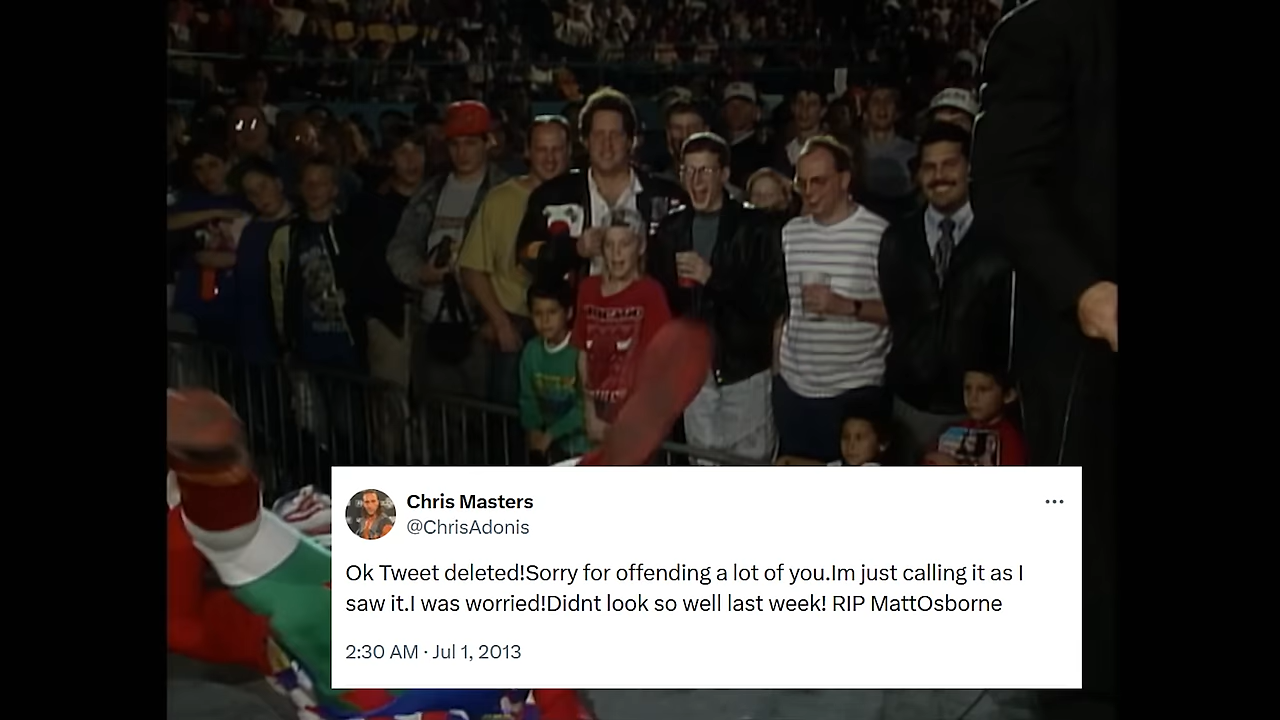 Chris Masters
@ChrisAdonis
Ok Tweet deleted!Sorry for offending a lot of you.Im just calling it as I
saw it.I was worried!Didnt look so well last week! RIP MattOsborne
2:30 AM · Jul 1, 2013